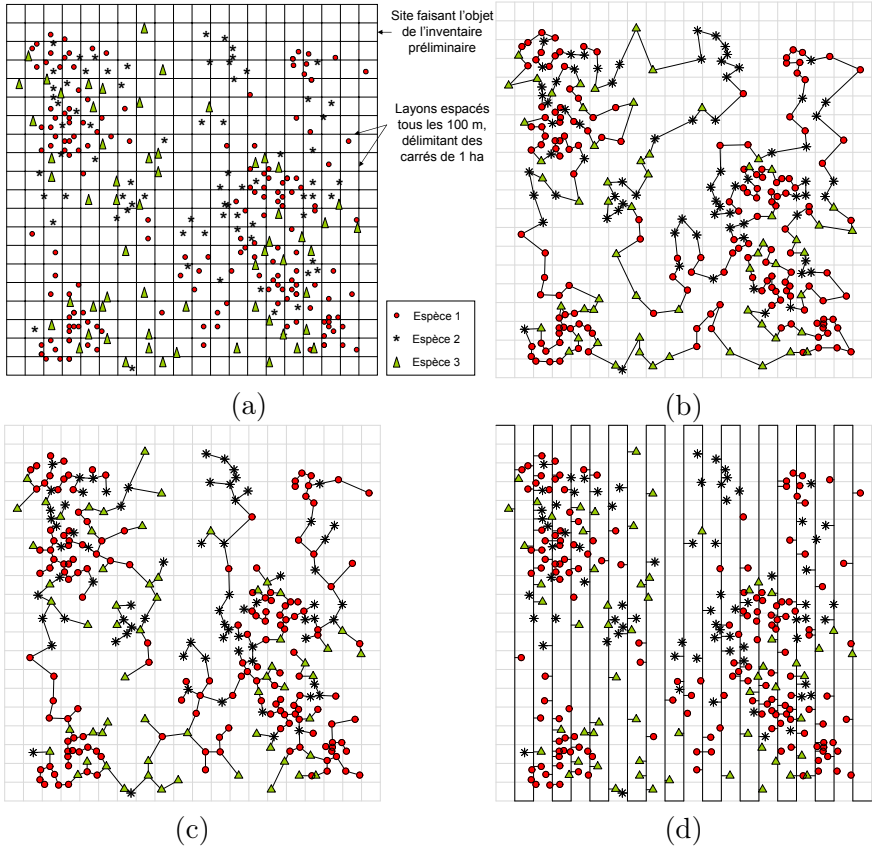 Site faisant l'objet
de l'inventaire
préliminaire
Layons espacés
tous les 100 m,
délimitant des
carrés de 1 ha
Espèce 1
Espèce 2
Espèce 3
(a)
(b)
(c)
(d)